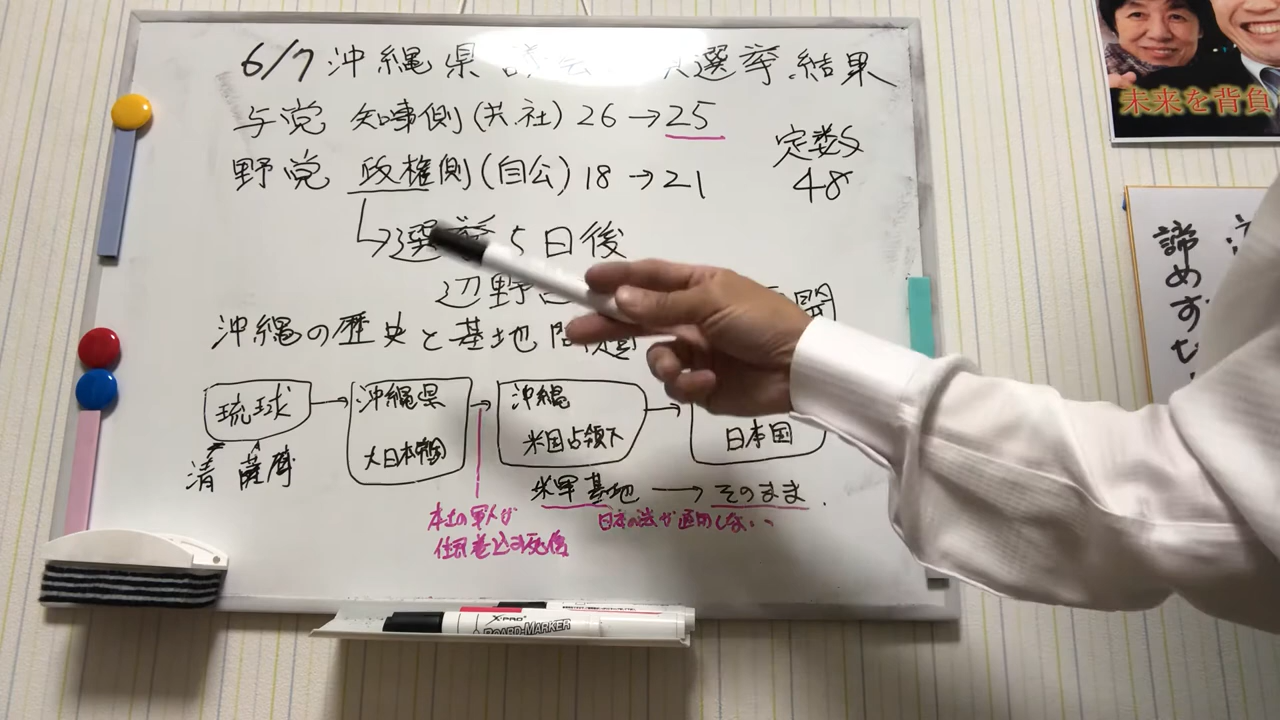 6/7 沖縄県 選挙結果
与党 知事側(共.社) 26→25
野党 政権側(自公) 18→21
定数
48
↳選挙5日後
辺野
沖縄の歴史と基地問題
琉球→沖縄県 大日本帝国→沖縄 米国占領下→日本国
清 薩摩
米軍基地→そのまま.
本土の軍人が
住民巻込み死傷
日本の法が適用しない
X-PRO
BOARD-MARKER
未来を背負
諦めず